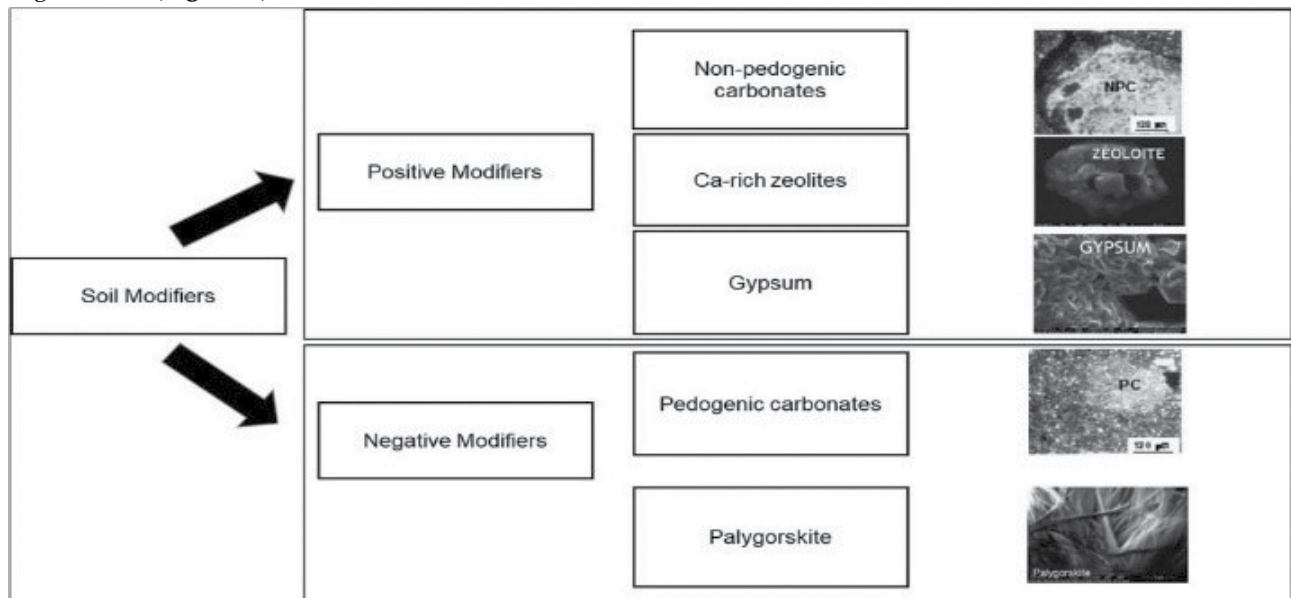 Non-pedogenic
carbonates
NPC
Positive Modifiers
Ca-rich zeolites
ZEOLOITE
Gypsum
GYPSUM
Soil Modifiers
Pedogenic carbonates
PC
Negative Modifiers
Palygorskite
Palygorskite